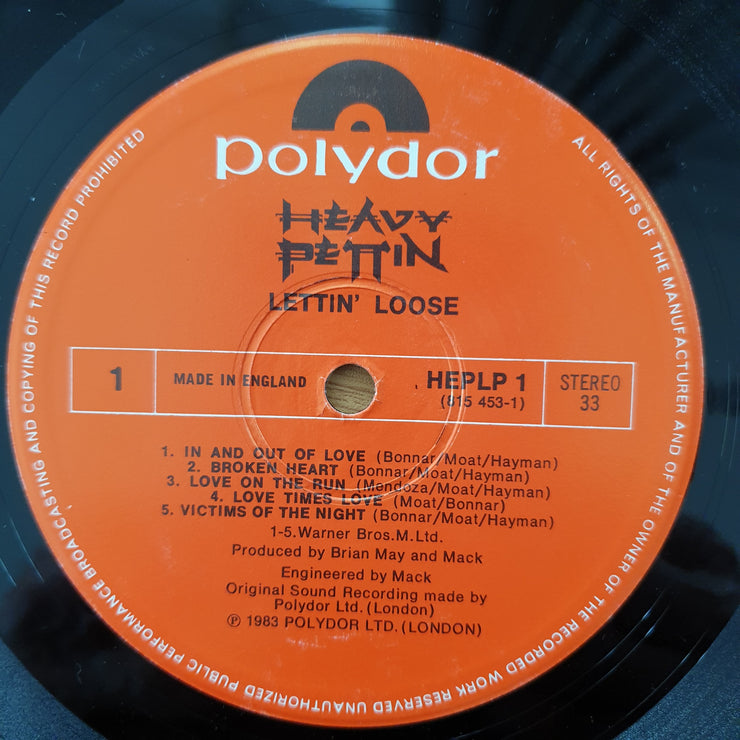 polydor
HEAVY
PETTIN
LETTIN' LOOSE
1
MADE IN ENGLAND
HEPLP 1
(815 453-1)
STEREO
33
1. IN AND OUT OF LOVE (Bonnar/Moat/Hayman)
2. BROKEN HEART (Bonnar/Moat/Hayman)
3. LOVE ON THE RUN (Mendoza/Moat/Hayman)
4. LOVE TIMES LOVE (Moat/Bonnar)
5. VICTIMS OF THE NIGHT (Bonnar/Moat/Hayman)
1-5.Warner Bros.M.Ltd.
Produced by Brian May and Mack
Engineered by Mack
Original Sound Recording made by
Polydor Ltd.(London)
℗ 1983 POLYDOR LTD.(LONDON)
ALL RIGHTS OF THE MANUFACTURER AND OF THE OWNER OF THE RECORDED WORK RESERVED UNAUTHORIZED PUBLIC PERFORMANCE BROADCASTING AND COPYING OF THIS RECORD PROHIBITED